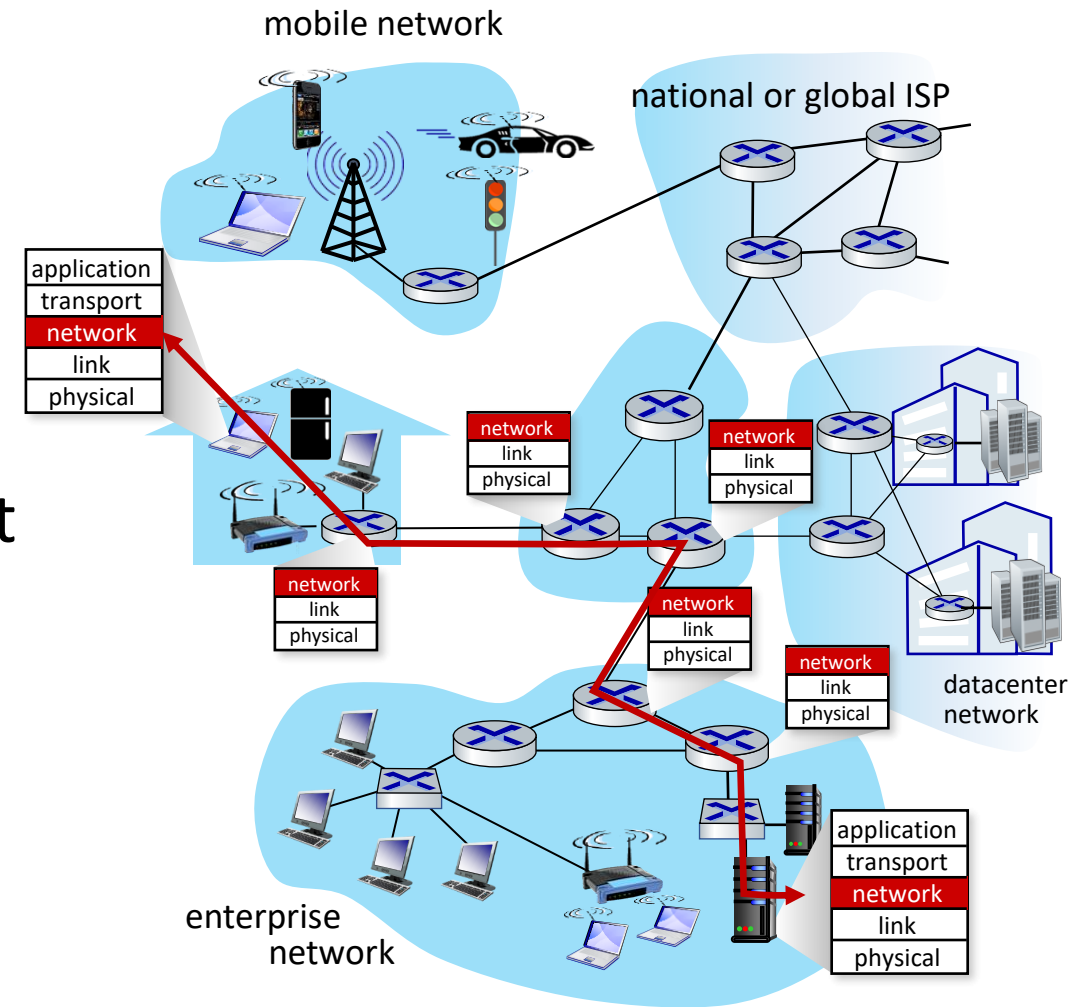 mobile network
national or global ISP
application
transport
network
link
physical
network
link
physical
network
link
physical
t
network
link
physical
network
link
physical
network
link
physical
datacenter
network
application
transport
network
link
physical
enterprise
network